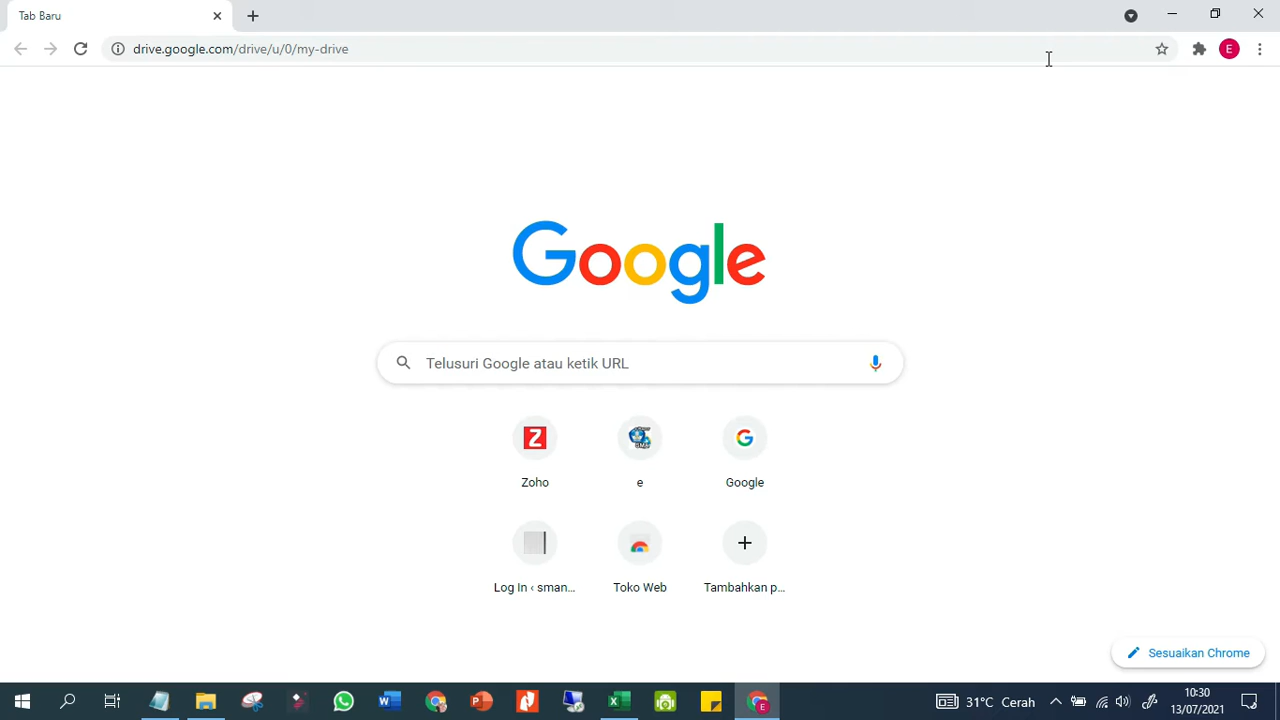 Tab Baru
drive.google.com/drive/u/0/my-drive
E
Google
Telusuri Google atau ketik URL
Zoho
e
Google
Log In ‹ sman...
Toko Web
Tambahkan p...
Sesuaikan Chrome
31°C Cerah
10:30
13/07/2021